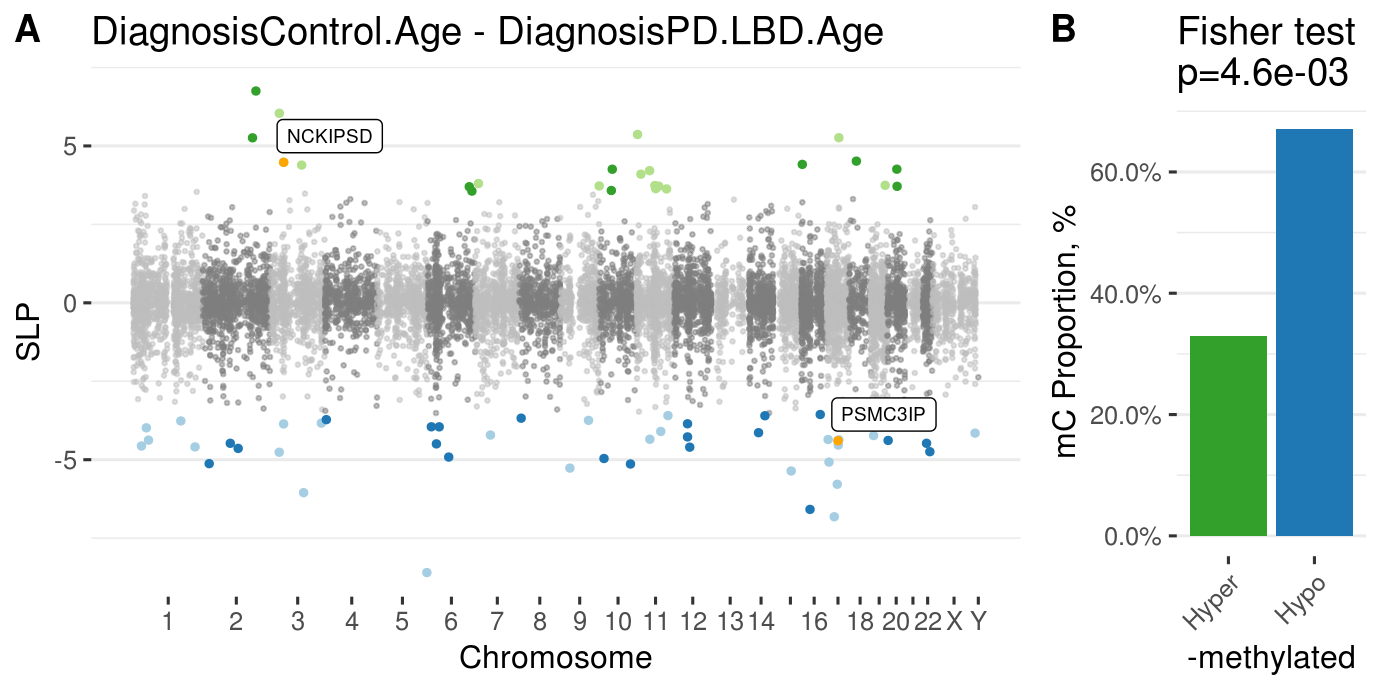 A
DiagnosisControl.Age - DiagnosisPD.LBD.Age
SLP
5
0
-5
NCKIPSD
PSMC3IP
1 2 3 4 5 6 7 8 9 10 11 12 13 14 16 18 20 22 X Y
Chromosome
B
Fisher test
p=4.6e-03
mC Proportion, %
60.0%
40.0%
20.0%
0.0%
Hyper
Hypo
-methylated